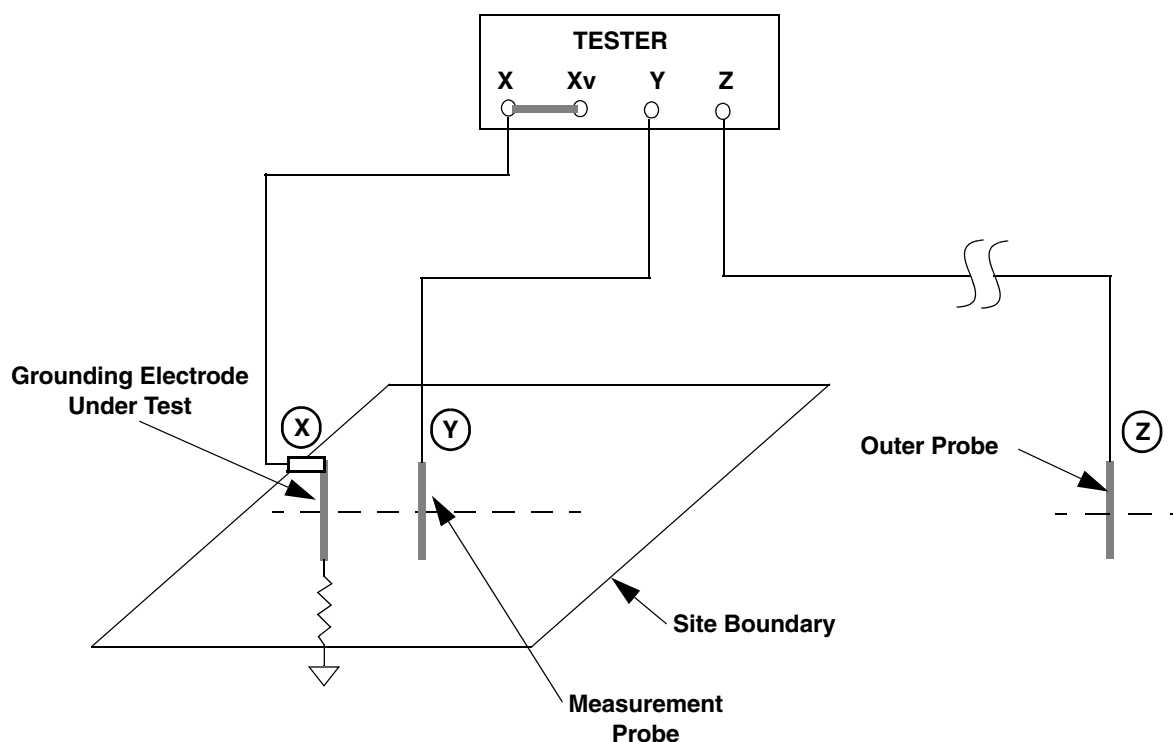 TESTER
X Xv Y Z
Grounding Electrode
Under Test
X
Y
Z
Outer Probe
Site Boundary
Measurement
Probe